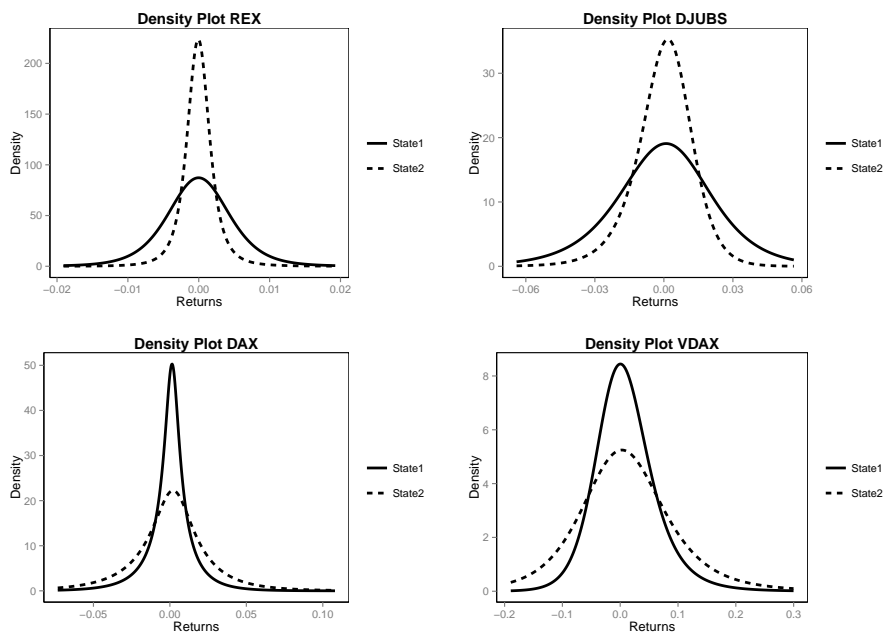 Density Plot REX
Density
200
150
100
50
0
−0.02
−0.01
0.00
0.01
0.02
Returns
State1
State2
Density Plot DJUBS
Density
30
20
10
0
−0.06
−0.03
0.00
0.03
0.06
Returns
State1
State2
Density Plot DAX
Density
50
40
30
20
10
0
−0.05
0.00
0.05
0.10
Returns
State1
State2
Density Plot VDAX
Density
8
6
4
2
0
−0.2
−0.1
0.0
0.1
0.2
0.3
Returns
State1
State2